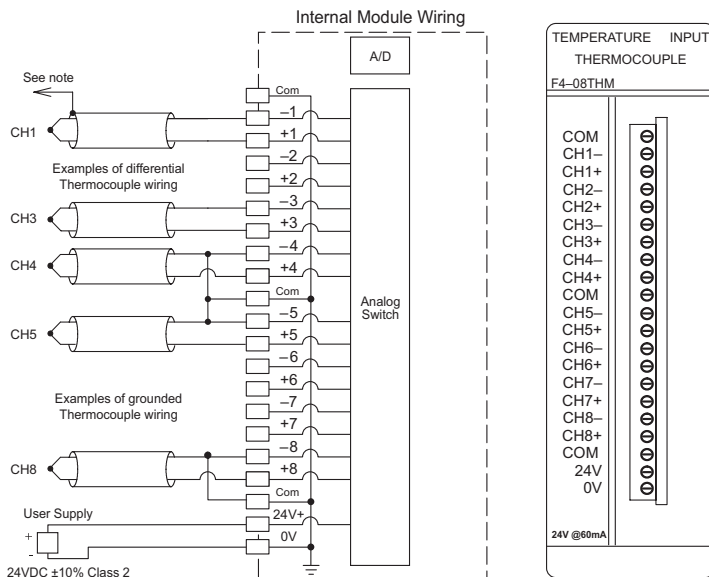 Internal Module Wiring
A/D
See note
Com
–1
CH1
+1
–2
Examples of differential
Thermocouple wiring
+2
–3
CH3
+3
–4
CH4
+4
Com
Analog
Switch
–5
CH5
+5
–6
+6
Examples of grounded
Thermocouple wiring
–7
+7
–8
CH8
+8
Com
User Supply
24V+
+
0V
-
24VDC ±10% Class 2
TEMPERATURE INPUT
THERMOCOUPLE
F4–08THM
COM
CH1–
CH1+
CH2–
CH2+
CH3–
CH3+
CH4–
CH4+
COM
CH5–
CH5+
CH6–
CH6+
CH7–
CH7+
CH8–
CH8+
COM
24V
0V
24V @60mA